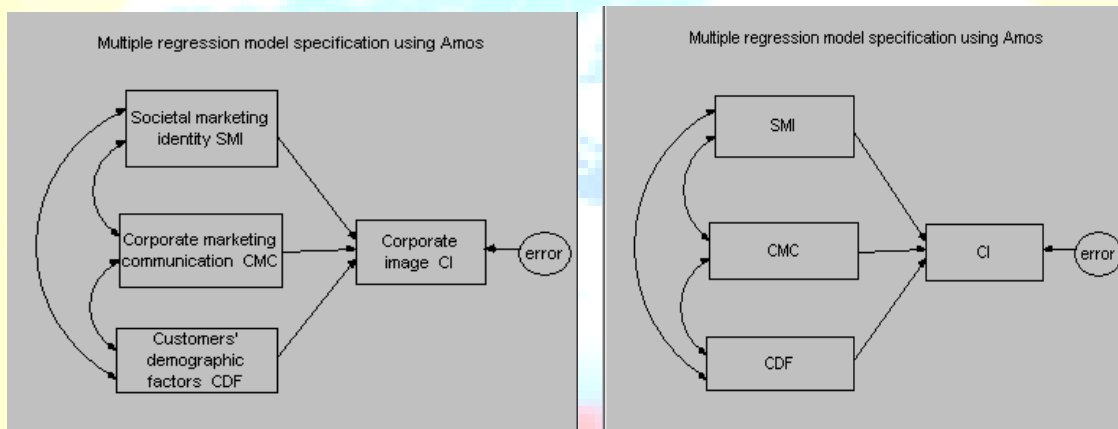 Multiple regression model specification using Amos
Societal marketing
identity SMI
Corporate marketing
communication CMC
Customers'
demographic
factors CDF
Corporate
image CI
error
Multiple regression model specification using Amos
SMI
CMC
CDF
CI
error